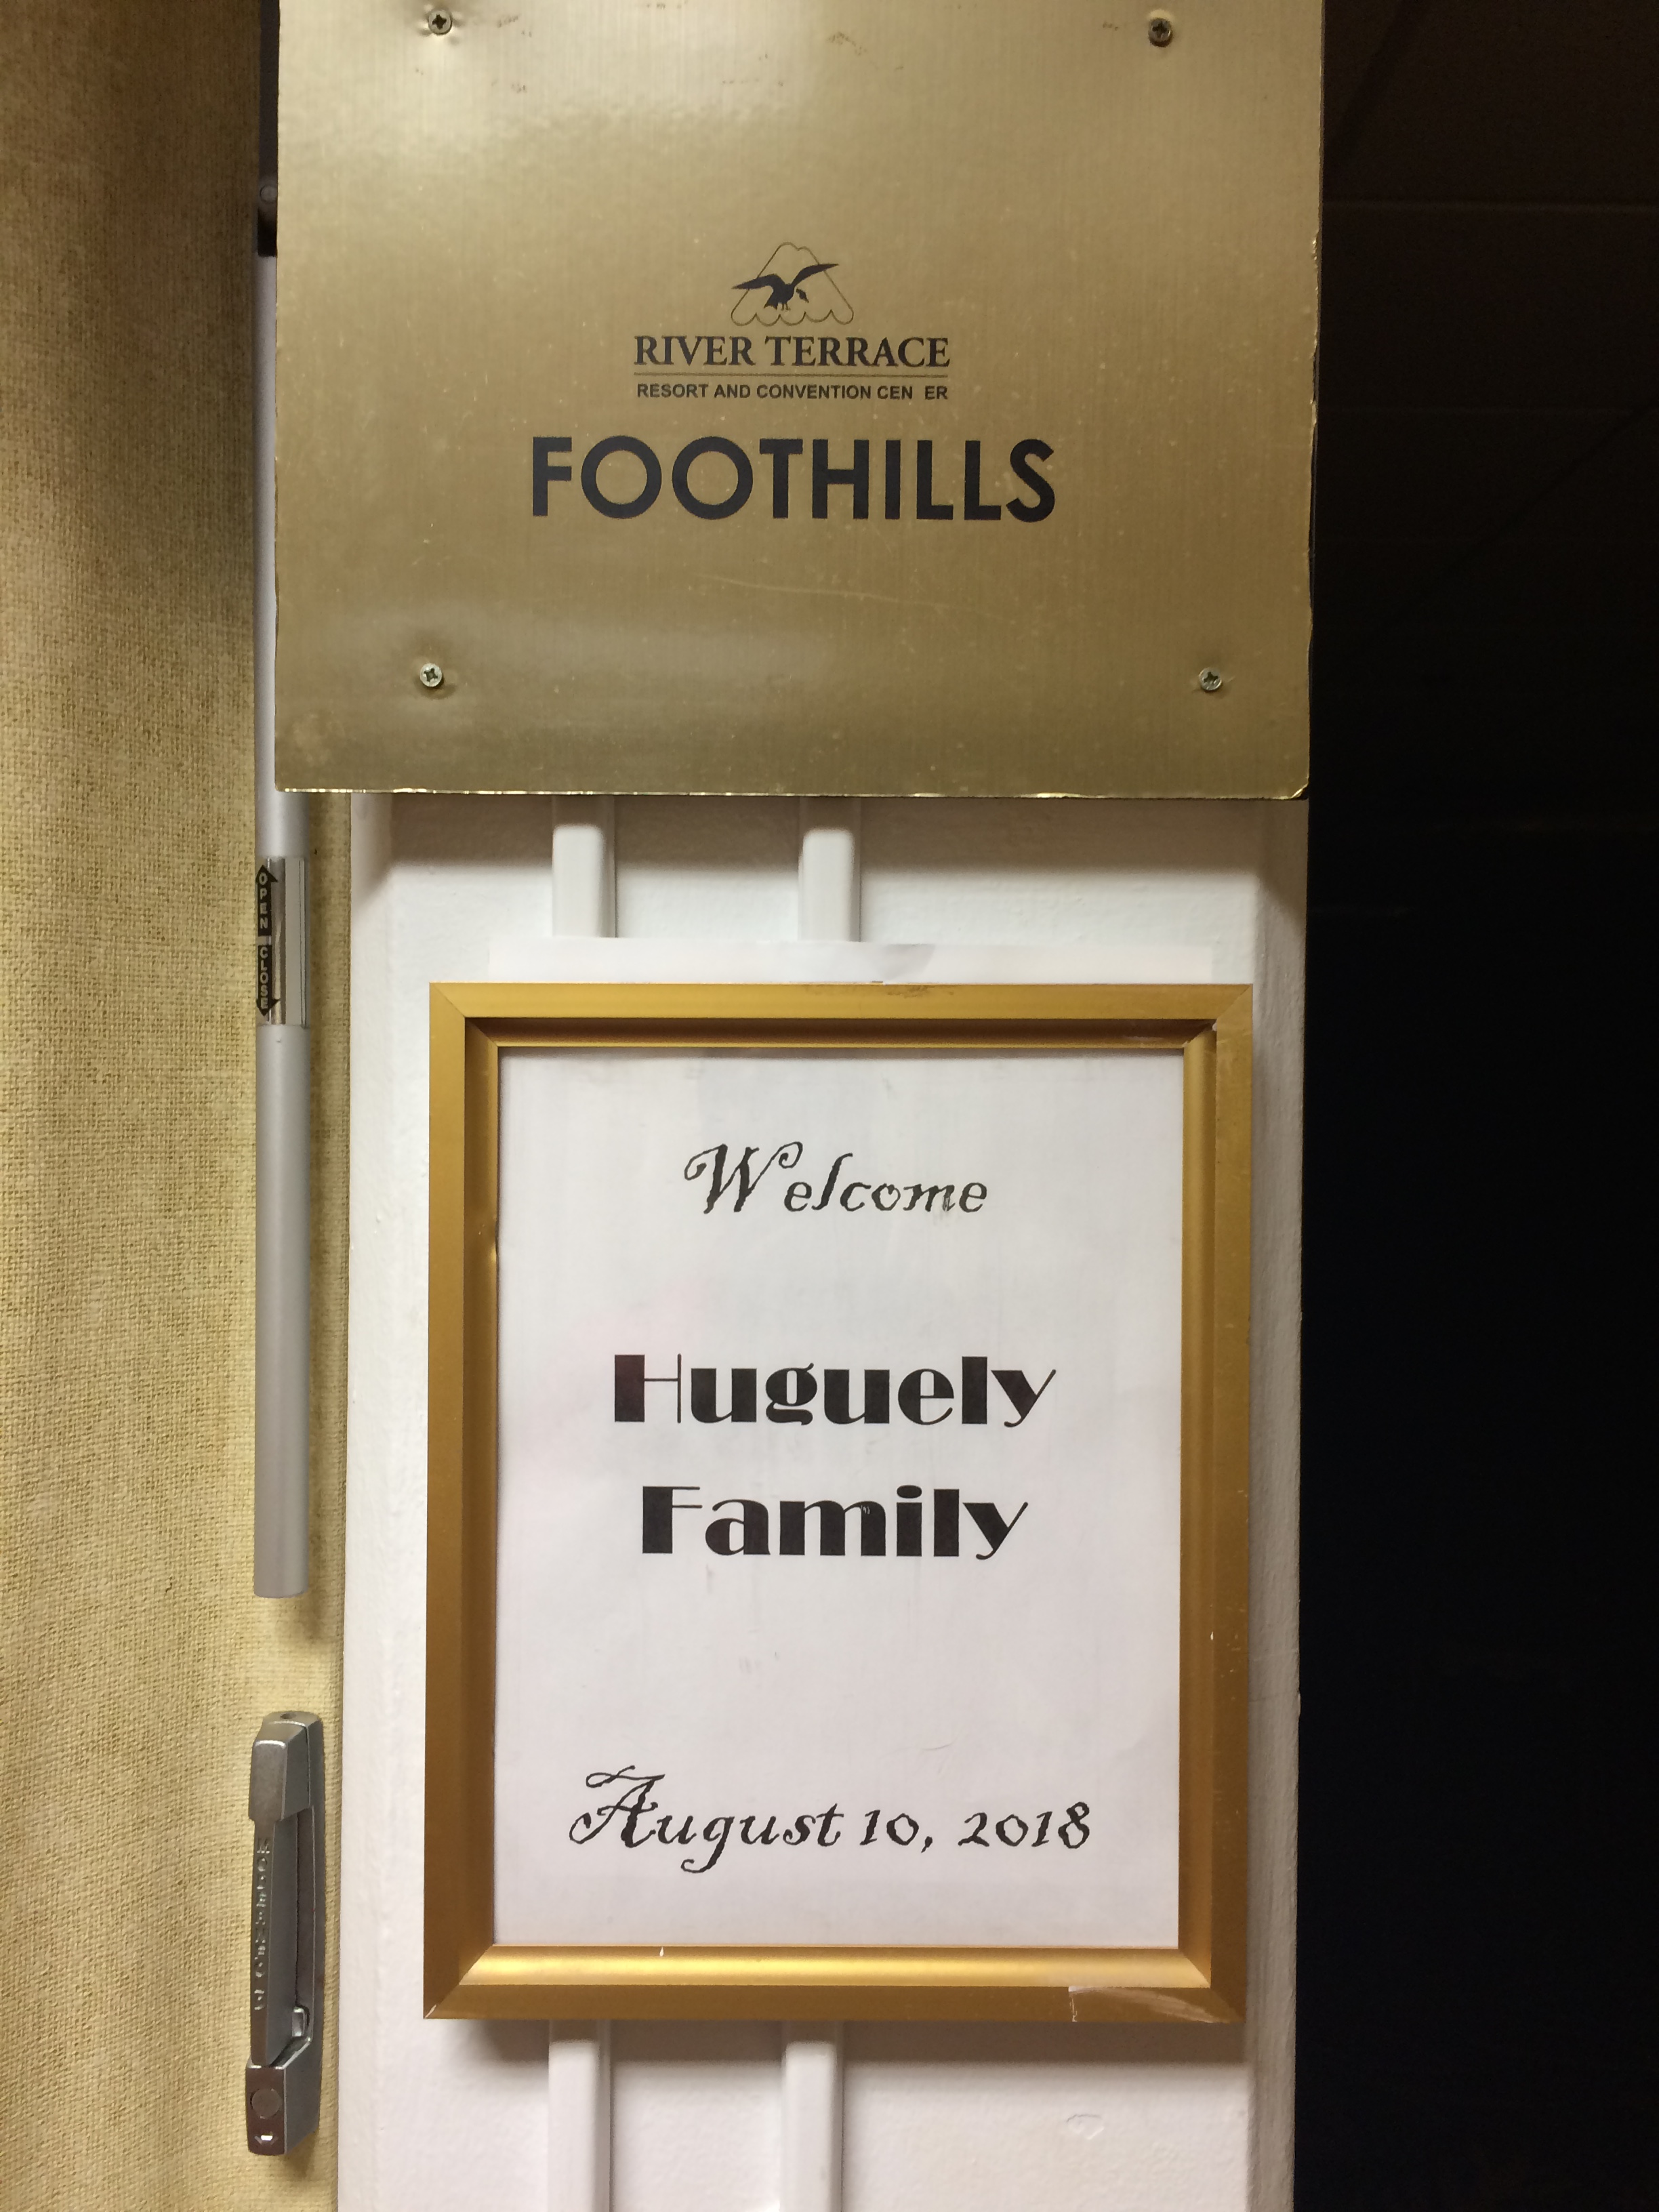 RIVER TERRACE
RESORT AND CONVENTION CEN ER
FOOTHILLS
OPEN
CLOSE
Welcome
Huguely
Family
August 10, 2018